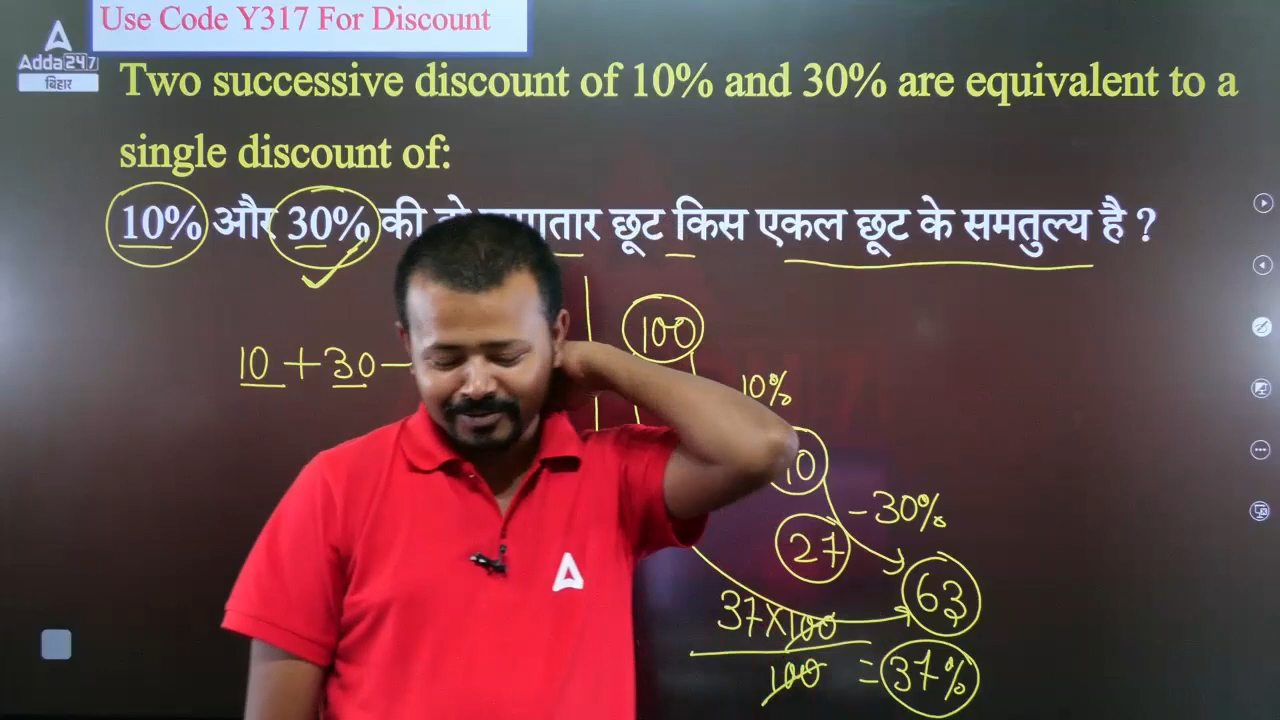 Use Code Y317 For Discount
Adda247
बिहार
Two successive discount of 10% and 30% are equivalent to a
single discount of:
10% और 30% की तार छूट किस एकल छूट के समतुल्य है ?
10 + 30 -
100
10%
10
- 30%
27
63
37×100
100
= 37%